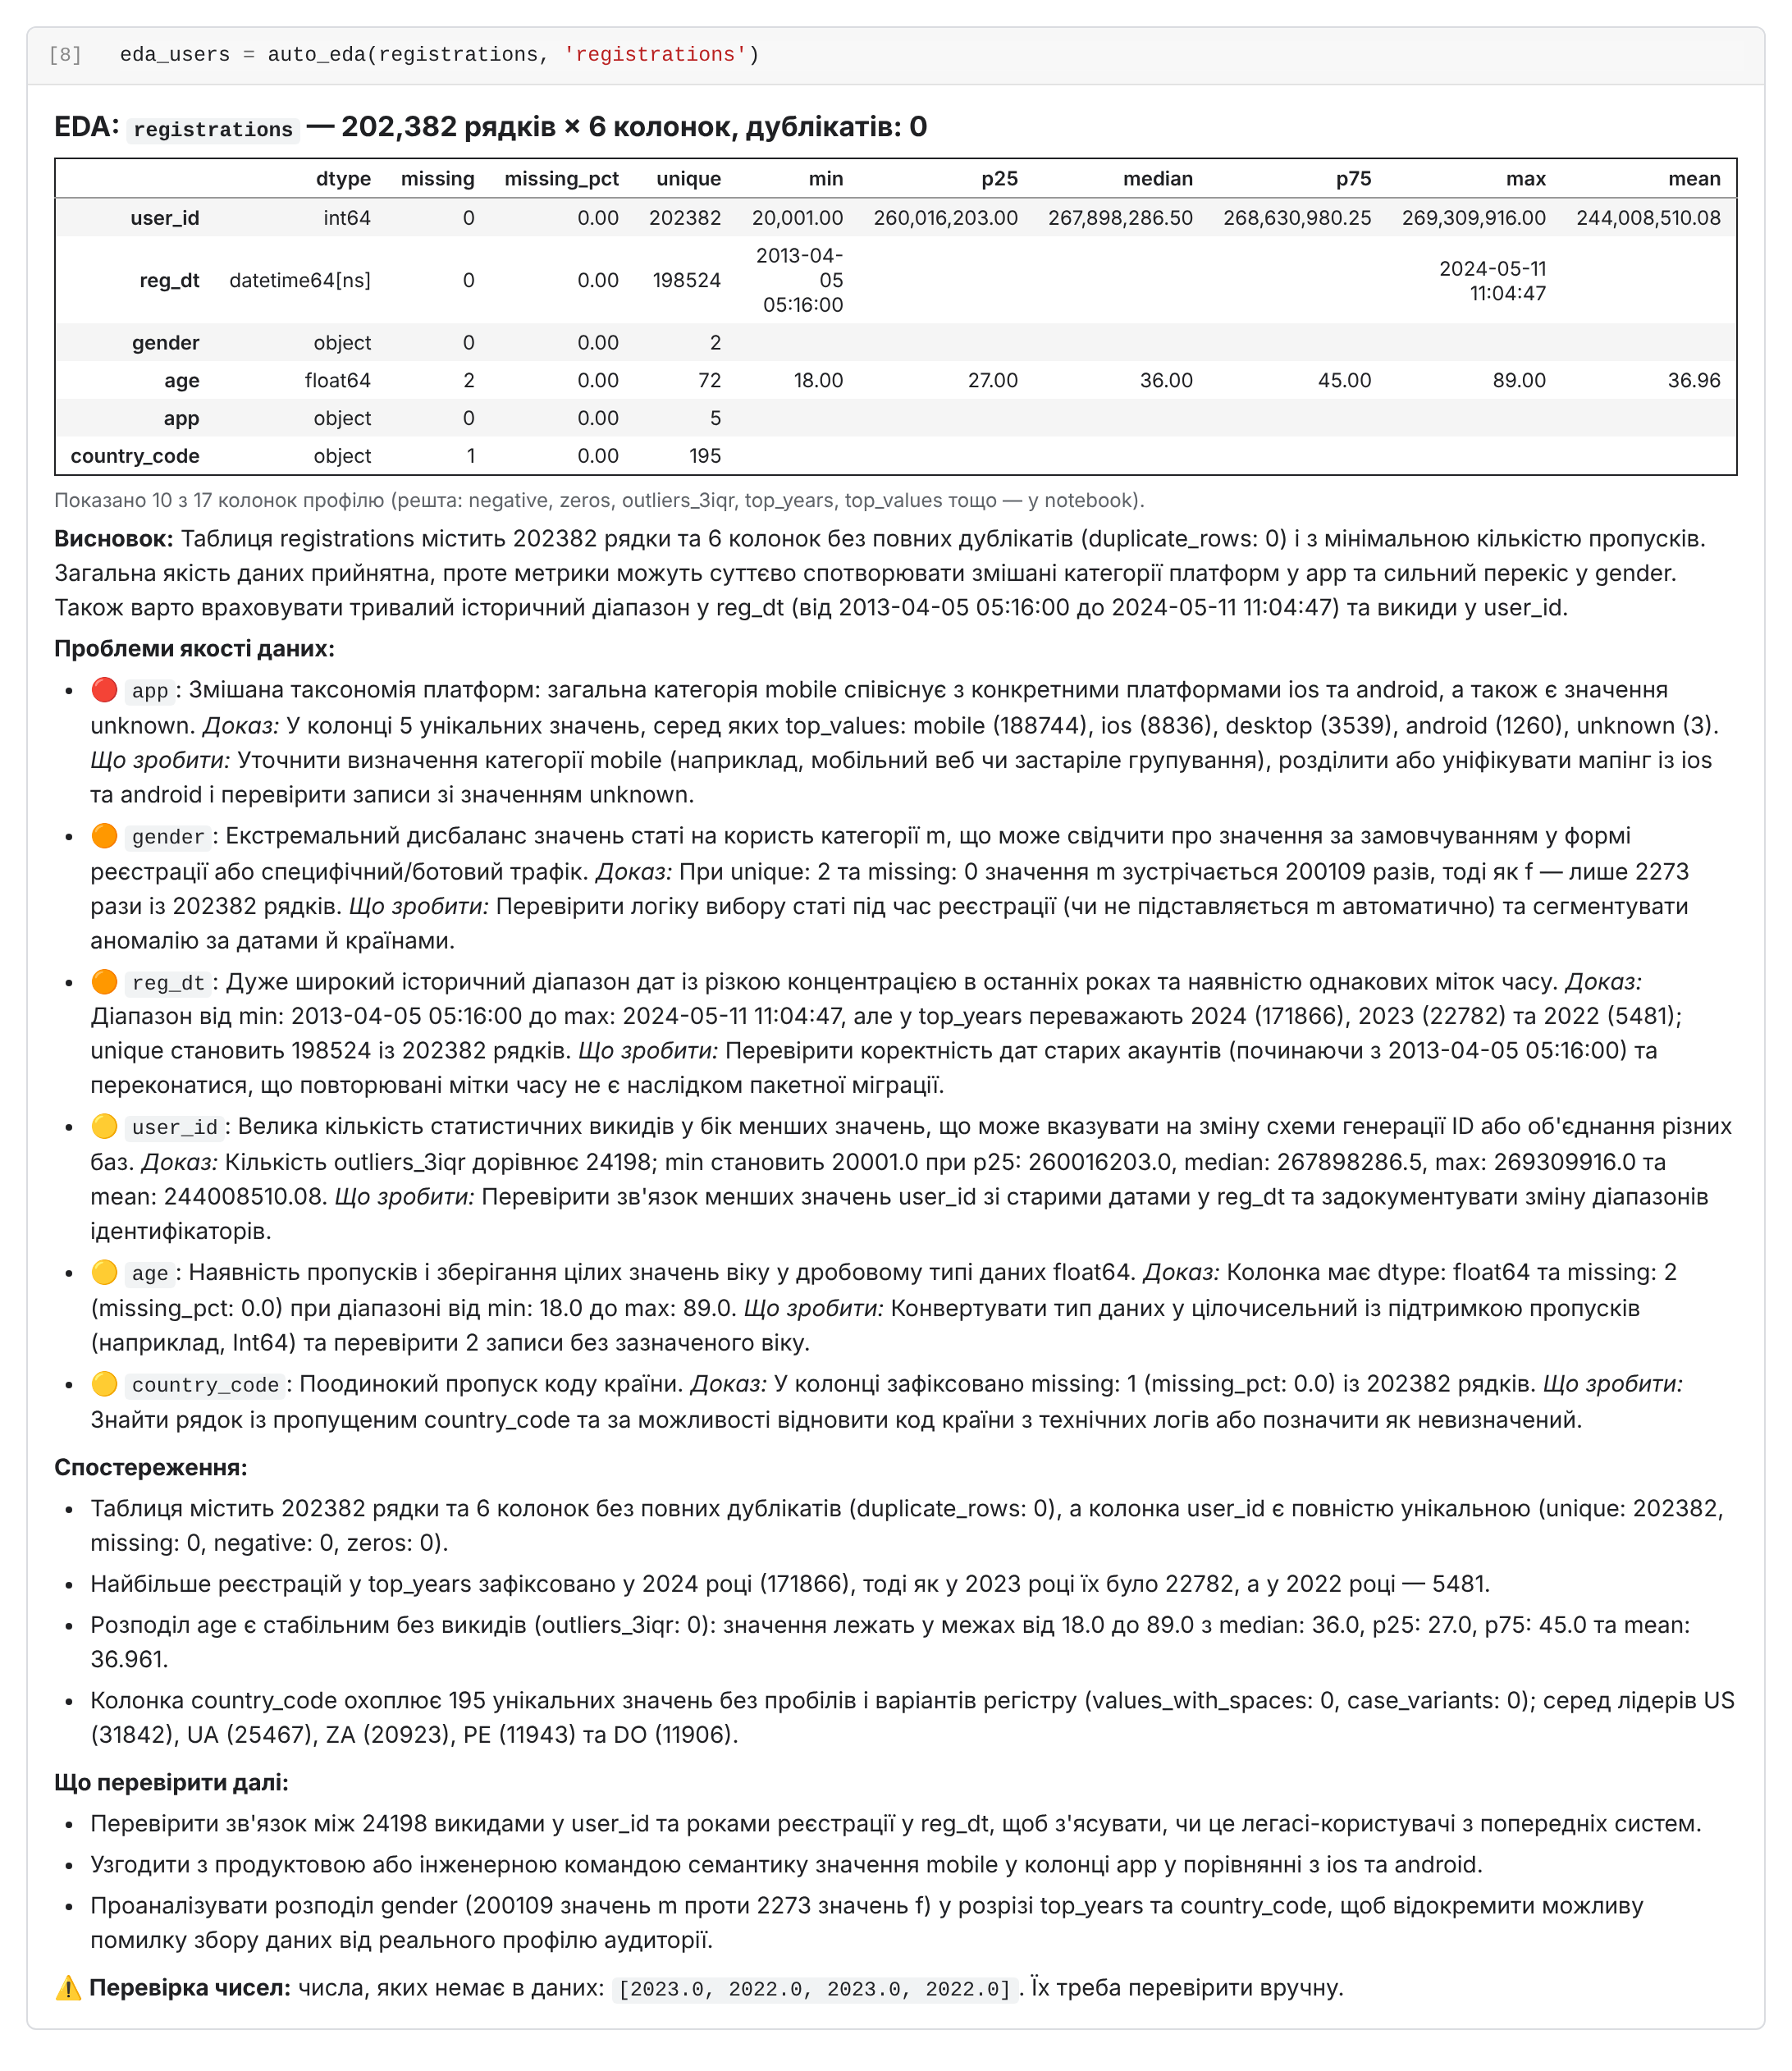 [8] eda_users = auto_eda(registrations, 'registrations')
EDA: registrations — 202,382 рядків × 6 колонок, дублікатів: 0
dtype missing missing_pct unique min p25 median p75 max mean
user_id int64 0 0.00 202382 20,001.00 260,016,203.00 267,898,286.50 268,630,980.25 269,309,916.00 244,008,510.08
reg_dt datetime64[ns] 0 0.00 198524 2013-04-05 05:16:00 2024-05-11 11:04:47
gender object 0 0.00 2
age float64 2 0.00 72 18.00 27.00 36.00 45.00 89.00 36.96
app object 0 0.00 5
country_code object 1 0.00 195
Показано 10 з 17 колонок профілю (решта: negative, zeros, outliers_3iqr, top_years, top_values тощо — у notebook).
Висновок: Таблиця registrations містить 202382 рядки та 6 колонок без повних дублікатів (duplicate_rows: 0) і з мінімальною кількістю пропусків.
Загальна якість даних прийнятна, проте метрики можуть суттєво спотворювати змішані категорії платформ у app та сильний перекіс у gender.
Також варто враховувати тривалий історичний діапазон у reg_dt (від 2013-04-05 05:16:00 до 2024-05-11 11:04:47) та викиди у user_id.
Проблеми якості даних:
• 🔴 app: Змішана таксономія платформ: загальна категорія mobile співіснує з конкретними платформами ios та android, а також є значення
unknown. Доказ: У колонці 5 унікальних значень, серед яких top_values: mobile (188744), ios (8836), desktop (3539), android (1260), unknown (3).
Що зробити: Уточнити визначення категорії mobile (наприклад, мобільний веб чи застаріле групування), розділити або уніфікувати мапінг із ios
та android і перевірити записи зі значенням unknown.
• 🟠 gender: Екстремальний дисбаланс значень статі на користь категорії m, що може свідчити про значення за замовчуванням у формі
реєстрації або специфічний/ботовий трафік. Доказ: При unique: 2 та missing: 0 значення m зустрічається 200109 разів, тоді як f — лише 2273
рази із 202382 рядків. Що зробити: Перевірити логіку вибору статі під час реєстрації (чи не підставляється m автоматично) та сегментувати
аномалію за датами й країнами.
• 🟠 reg_dt: Дуже широкий історичний діапазон дат із різкою концентрацією в останніх роках та наявністю однакових міток часу. Доказ:
Діапазон від min: 2013-04-05 05:16:00 до max: 2024-05-11 11:04:47, але у top_years переважають 2024 (171866), 2023 (22782) та 2022 (5481);
unique становить 198524 із 202382 рядків. Що зробити: Перевірити коректність дат старих акаунтів (починаючи з 2013-04-05 05:16:00) та
переконатися, що повторювані мітки часу не є наслідком пакетної міграції.
• 🟡 user_id: Велика кількість статистичних викидів у бік менших значень, що може вказувати на зміну схеми генерації ID або об'єднання різних
баз. Доказ: Кількість outliers_3iqr дорівнює 24198; min становить 20001.0 при p25: 260016203.0, median: 267898286.5, max: 269309916.0 та
mean: 244008510.08. Що зробити: Перевірити зв'язок менших значень user_id зі старими датами у reg_dt та задокументувати зміну діапазонів
ідентифікаторів.
• 🟡 age: Наявність пропусків і зберігання цілих значень віку у дробовому типі даних float64. Доказ: Колонка має dtype: float64 та missing: 2
(missing_pct: 0.0) при діапазоні від min: 18.0 до max: 89.0. Що зробити: Конвертувати тип даних у цілочисельний із підтримкою пропусків
(наприклад, Int64) та перевірити 2 записи без зазначеного віку.
• 🟡 country_code: Поодинокий пропуск коду країни. Доказ: У колонці зафіксовано missing: 1 (missing_pct: 0.0) із 202382 рядків. Що зробити:
Знайти рядок із пропущеним country_code та за можливості відновити код країни з технічних логів або позначити як невизначений.
Спостереження:
• Таблиця містить 202382 рядки та 6 колонок без повних дублікатів (duplicate_rows: 0), а колонка user_id є повністю унікальною (unique: 202382,
missing: 0, negative: 0, zeros: 0).
• Найбільше реєстрацій у top_years зафіксовано у 2024 році (171866), тоді як у 2023 році їх було 22782, а у 2022 році — 5481.
• Розподіл age є стабільним без викидів (outliers_3iqr: 0): значення лежать у межах від 18.0 до 89.0 з median: 36.0, p25: 27.0, p75: 45.0 та mean:
36.961.
• Колонка country_code охоплює 195 унікальних значень без пробілів і варіантів регістру (values_with_spaces: 0, case_variants: 0); серед лідерів US
(31842), UA (25467), ZA (20923), PE (11943) та DO (11906).
Що перевірити далі:
• Перевірити зв'язок між 24198 викидами у user_id та роками реєстрації у reg_dt, щоб з'ясувати, чи це легасі-користувачі з попередніх систем.
• Узгодити з продуктовою або інженерною командою семантику значення mobile у колонці app у порівнянні з ios та android.
• Проаналізувати розподіл gender (200109 значень m проти 2273 значень f) у розрізі top_years та country_code, щоб відокремити можливу
помилку збору даних від реального профілю аудиторії.
⚠️ Перевірка чисел: числа, яких немає в даних: [2023.0, 2022.0, 2023.0, 2022.0]. Їх треба перевірити вручну.